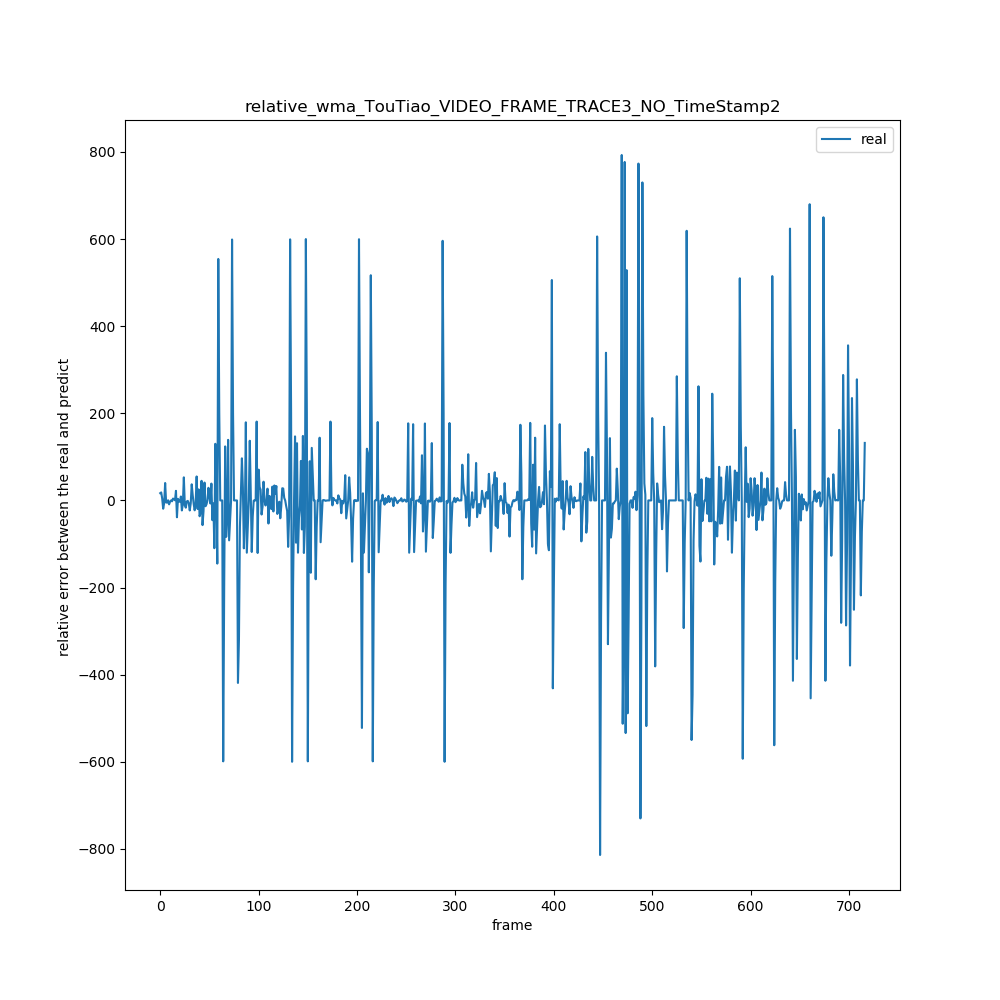 relative_wma_TouTiao_VIDEO_FRAME_TRACE3_NO_TimeStamp2
real
800
600
400
200
0
−200
−400
−600
−800
relative error between the real and predict
0 100 200 300 400 500 600 700
frame